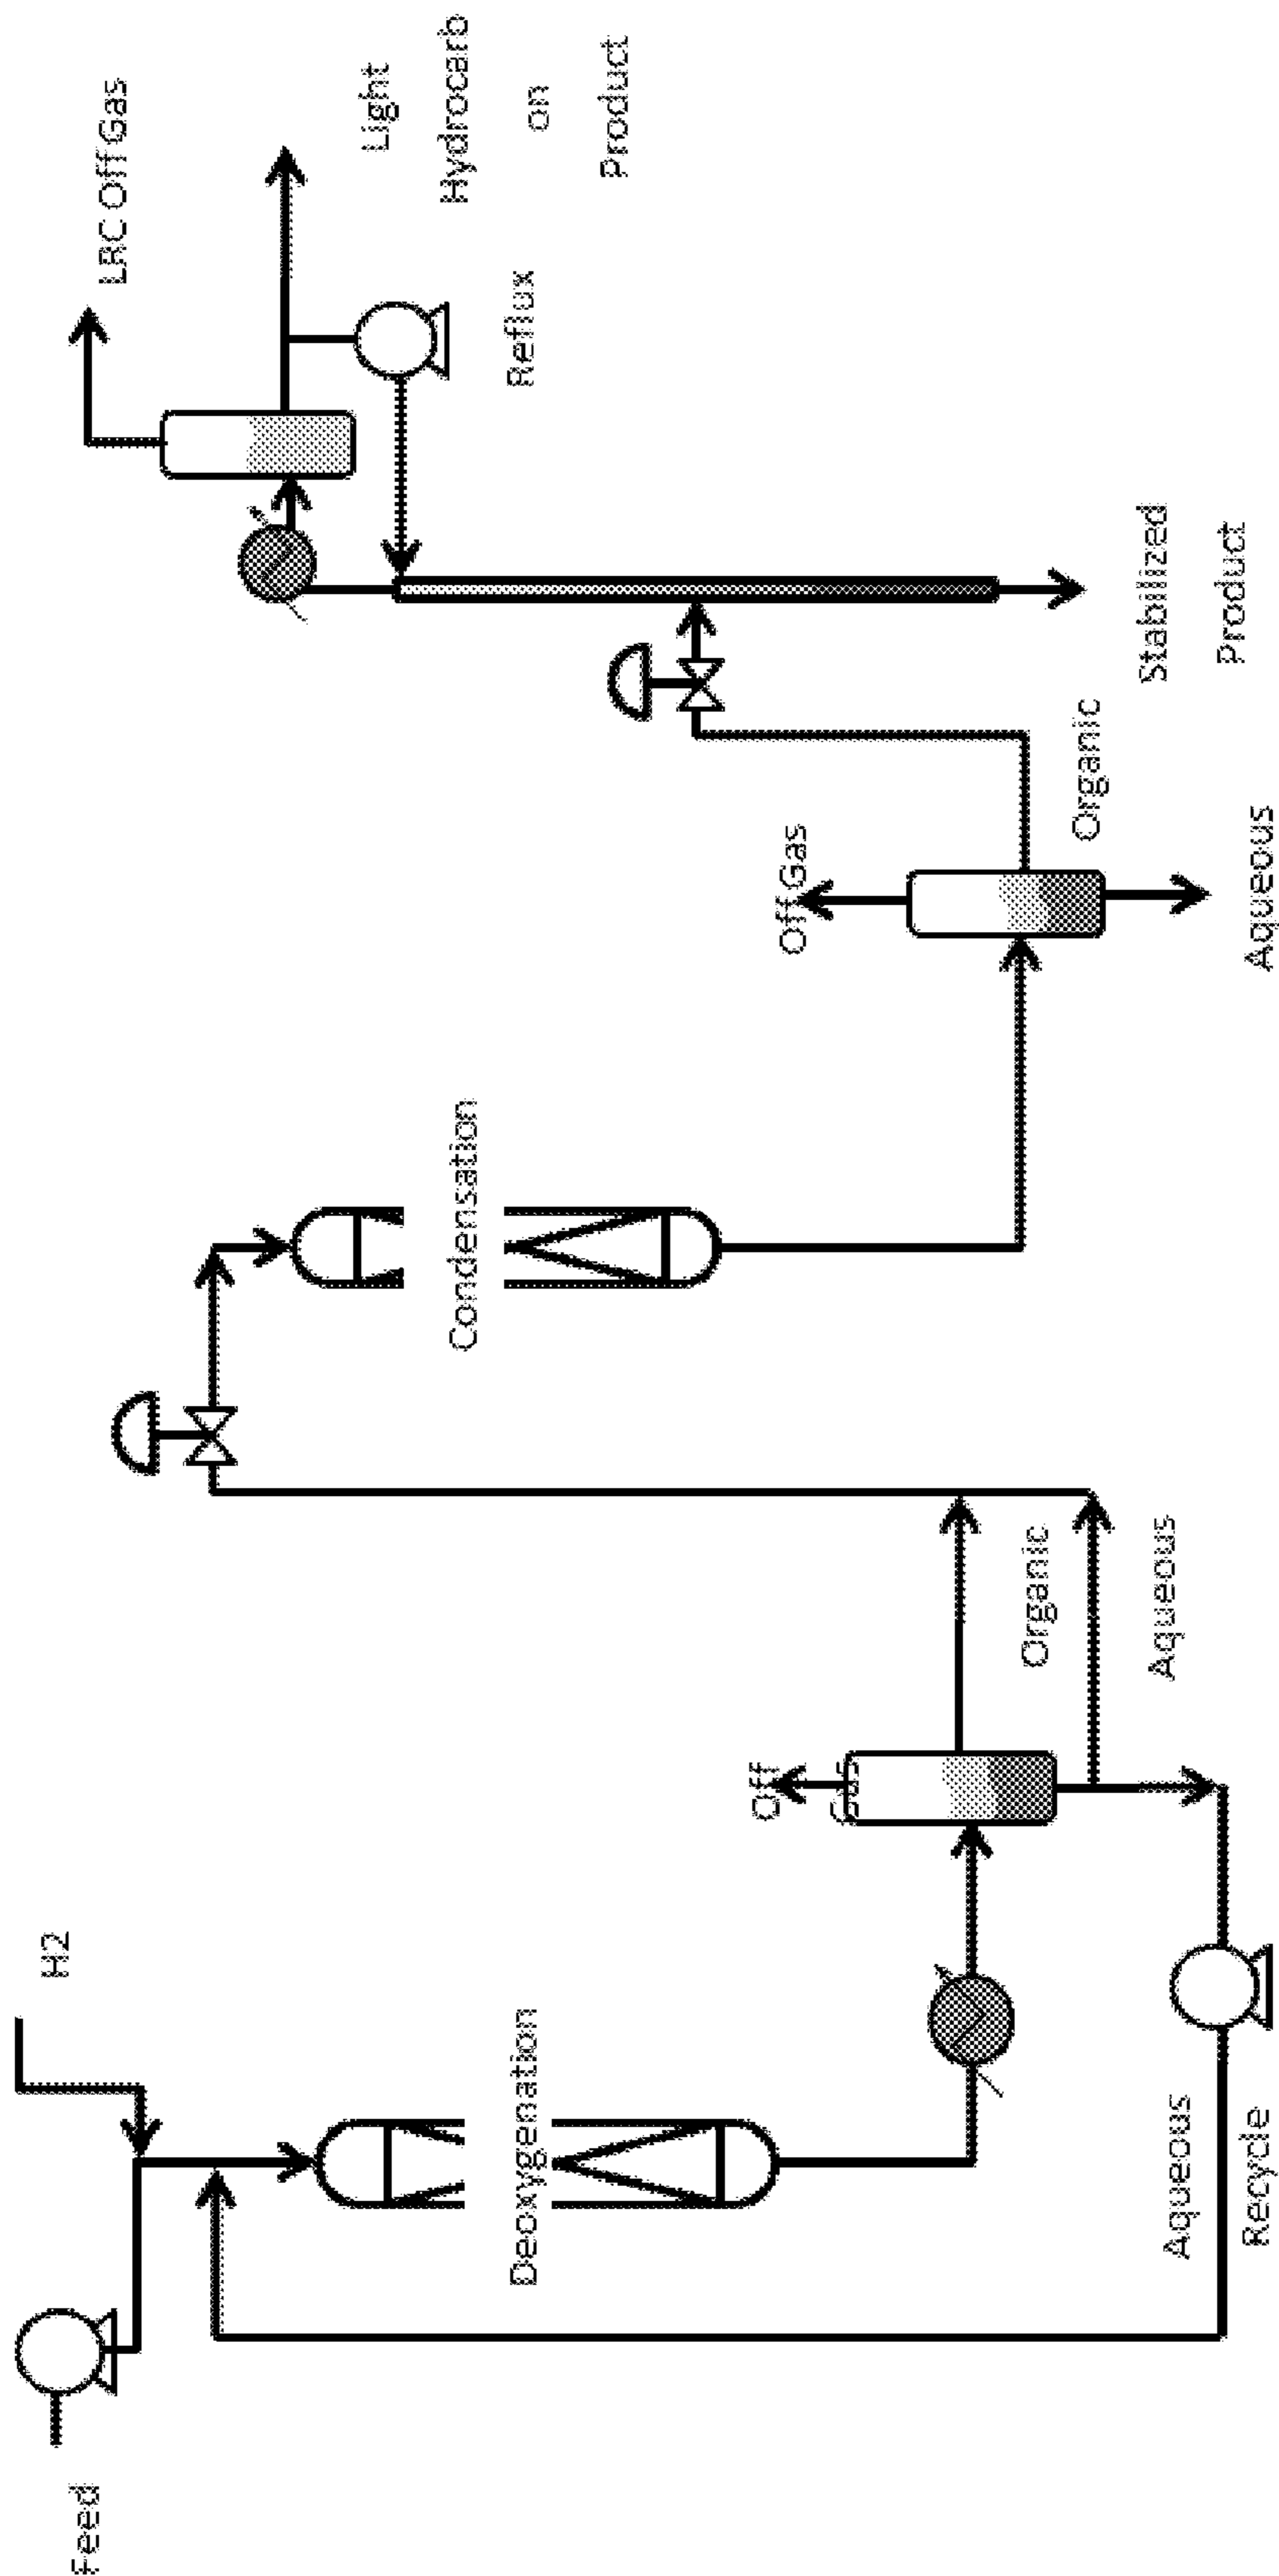 Feed
H2
Deoxygenation
Aqueous
Recycle
Off
Gas
Organic
Aqueous
Condensation
Off Gas
Organic
Aqueous
LRC Off Gas
Light
Hydrocarb
on
Product
Reflux
Stabilized
Product